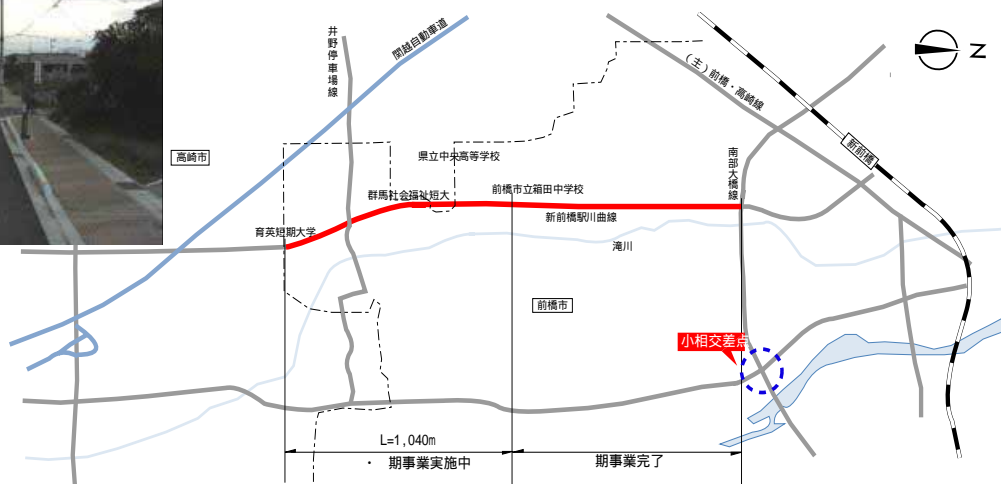 井野停車場線
関越自動車道
N
(主)前橋・高崎線
新前橋
高崎市
県立中央高等学校
南部大橋線
群馬社会福祉短大
前橋市立箱田中学校
新前橋駅川曲線
育英短期大学
滝川
前橋市
小相交差点
L=1,040m
・ 期事業実施中
期事業完了